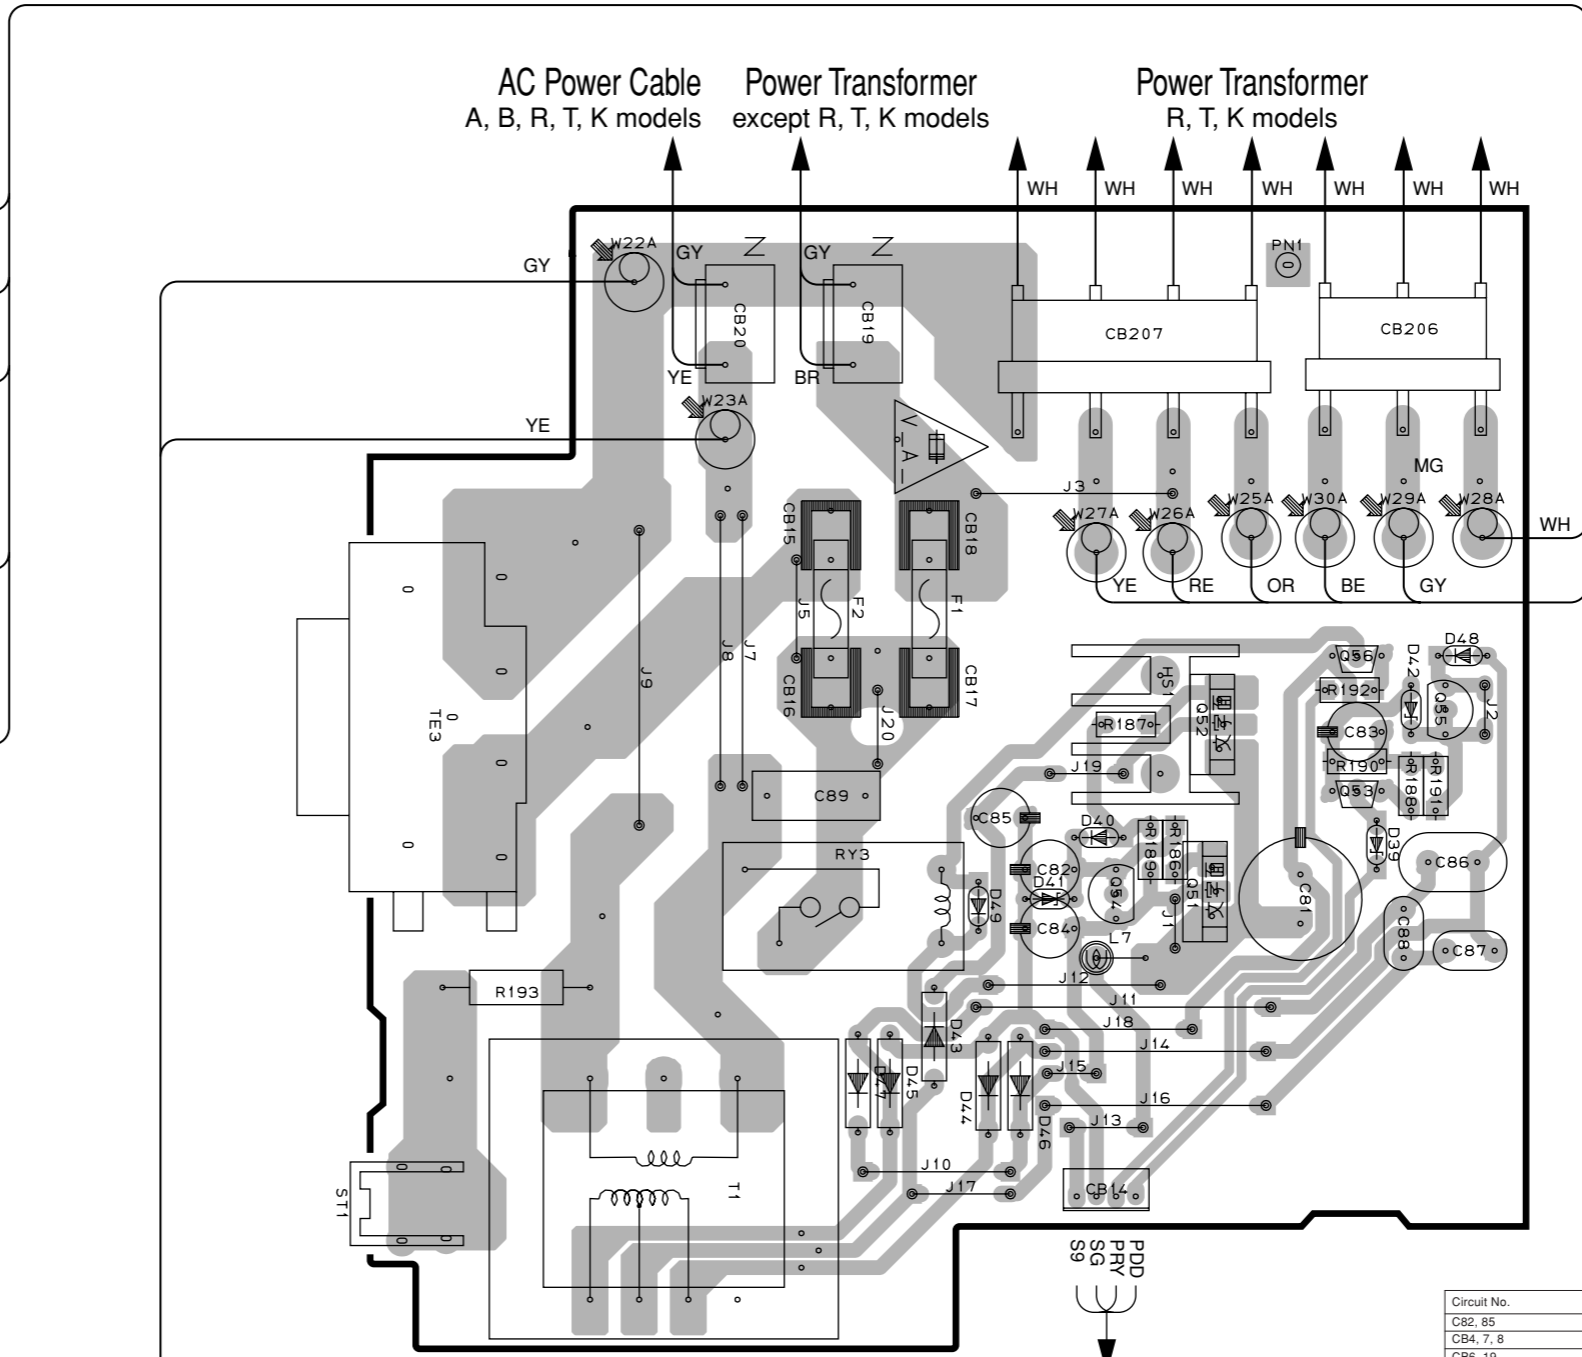 AC Power Cable
A, B, R, T, K models
Power Transformer
except R, T, K models
Power Transformer
R, T, K models
WH
WH
WH
WH
WH
WH
WH
W22A
GY
GY
GY
PN1
CB20
CB19
CB207
CB206
YE
BR
W23A
YE
V
A
MG
J3
W27A
W26A
W25A
W30A
W29A
W28A
WH
YE
RE
OR
BE
GY
CB15
CB18
J5
F2
F1
J8
J7
J9
CB16
CB17
J20
TE3
HS1
Q52
R187
J19
Q56
R192
D42
D48
Q55
J2
C83
R190
Q53
R188
R191
D39
C89
C85
D40
R189
R186
RY3
C82
D41
Q54
Q51
C81
C86
D49
C84
J1
L7
C88
C87
R193
J12
J11
D43
J18
J14
D47
D45
J15
D44
J16
D46
J13
J10
J17
CB14
T1
ST1
PDD
PRY
SG
S9
Circuit No.
C82, 85
CB4, 7, 8